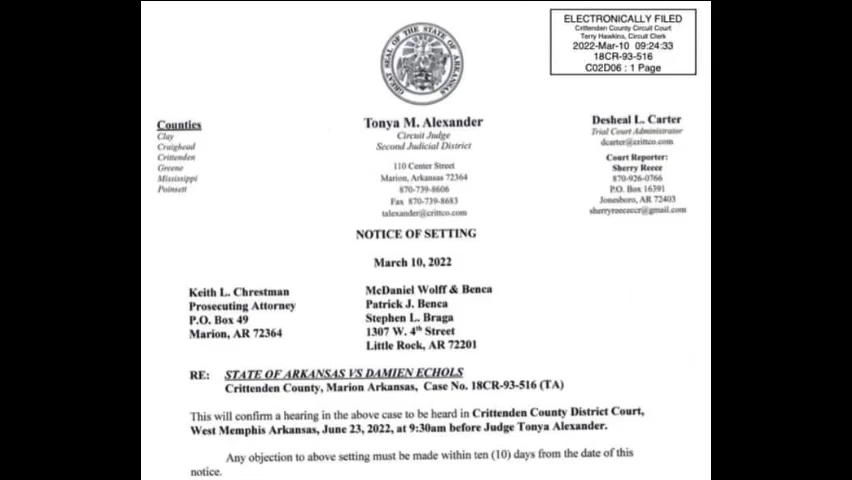 ELECTRONICALLY FILED
Crittenden County Circuit Court
Terry Hawkins, Circuit Clerk
2022-Mar-10 09:24:33
18CR-93-516
C02D06 : 1 Page
GREAT SEAL OF THE STATE OF ARKANSAS
Counties
Clay
Craighead
Crittenden
Greene
Mississippi
Poinsett
Tonya M. Alexander
Circuit Judge
Second Judicial District
110 Center Street
Marion, Arkansas 72364
870-739-8606
Fax 870-739-8683
talexander@crittco.com
Desheal L. Carter
Trial Court Administrator
dcarter@crittco.com
Court Reporter:
Sherry Reece
870-926-0766
P.O. Box 16391
Jonesboro, AR 72403
sherryreececcr@gmail.com
NOTICE OF SETTING
March 10, 2022
Keith L. Chrestman
Prosecuting Attorney
P.O. Box 49
Marion, AR 72364
McDaniel Wolff & Benca
Patrick J. Benca
Stephen L. Braga
1307 W. 4th Street
Little Rock, AR 72201
RE: STATE OF ARKANSAS VS DAMIEN ECHOLS
Crittenden County, Marion Arkansas, Case No. 18CR-93-516 (TA)
This will confirm a hearing in the above case to be heard in Crittenden County District Court,
West Memphis Arkansas, June 23, 2022, at 9:30am before Judge Tonya Alexander.
Any objection to above setting must be made within ten (10) days from the date of this
notice.